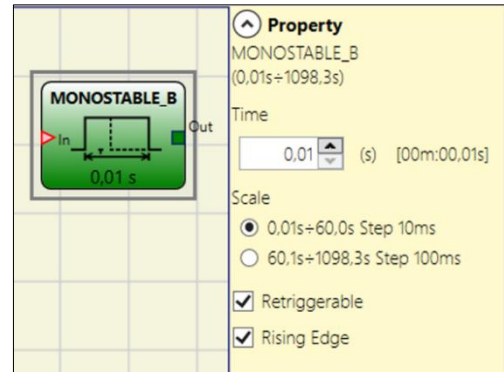 MONOSTABLE_B
In
Out
0,01 s
Property
MONOSTABLE_B
(0,01s÷1098,3s)
Time
0,01 (s) [00m:00,01s]
Scale
0,01s÷60,0s Step 10ms
60,1s÷1098,3s Step 100ms
Retriggerable
Rising Edge